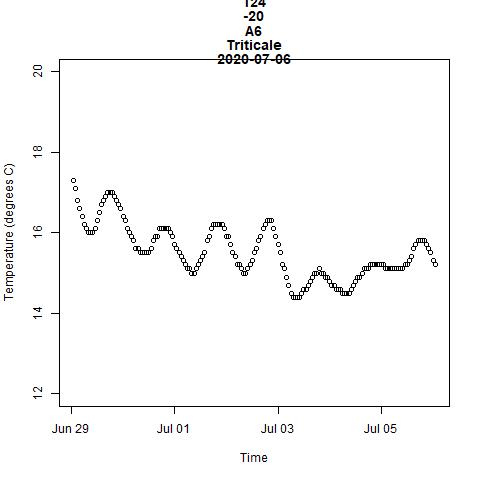 124
-20
A6
Triticale
2020-07-06
20
18
16
14
12
Temperature (degrees C)
Jun 29
Jul 01
Jul 03
Jul 05
Time